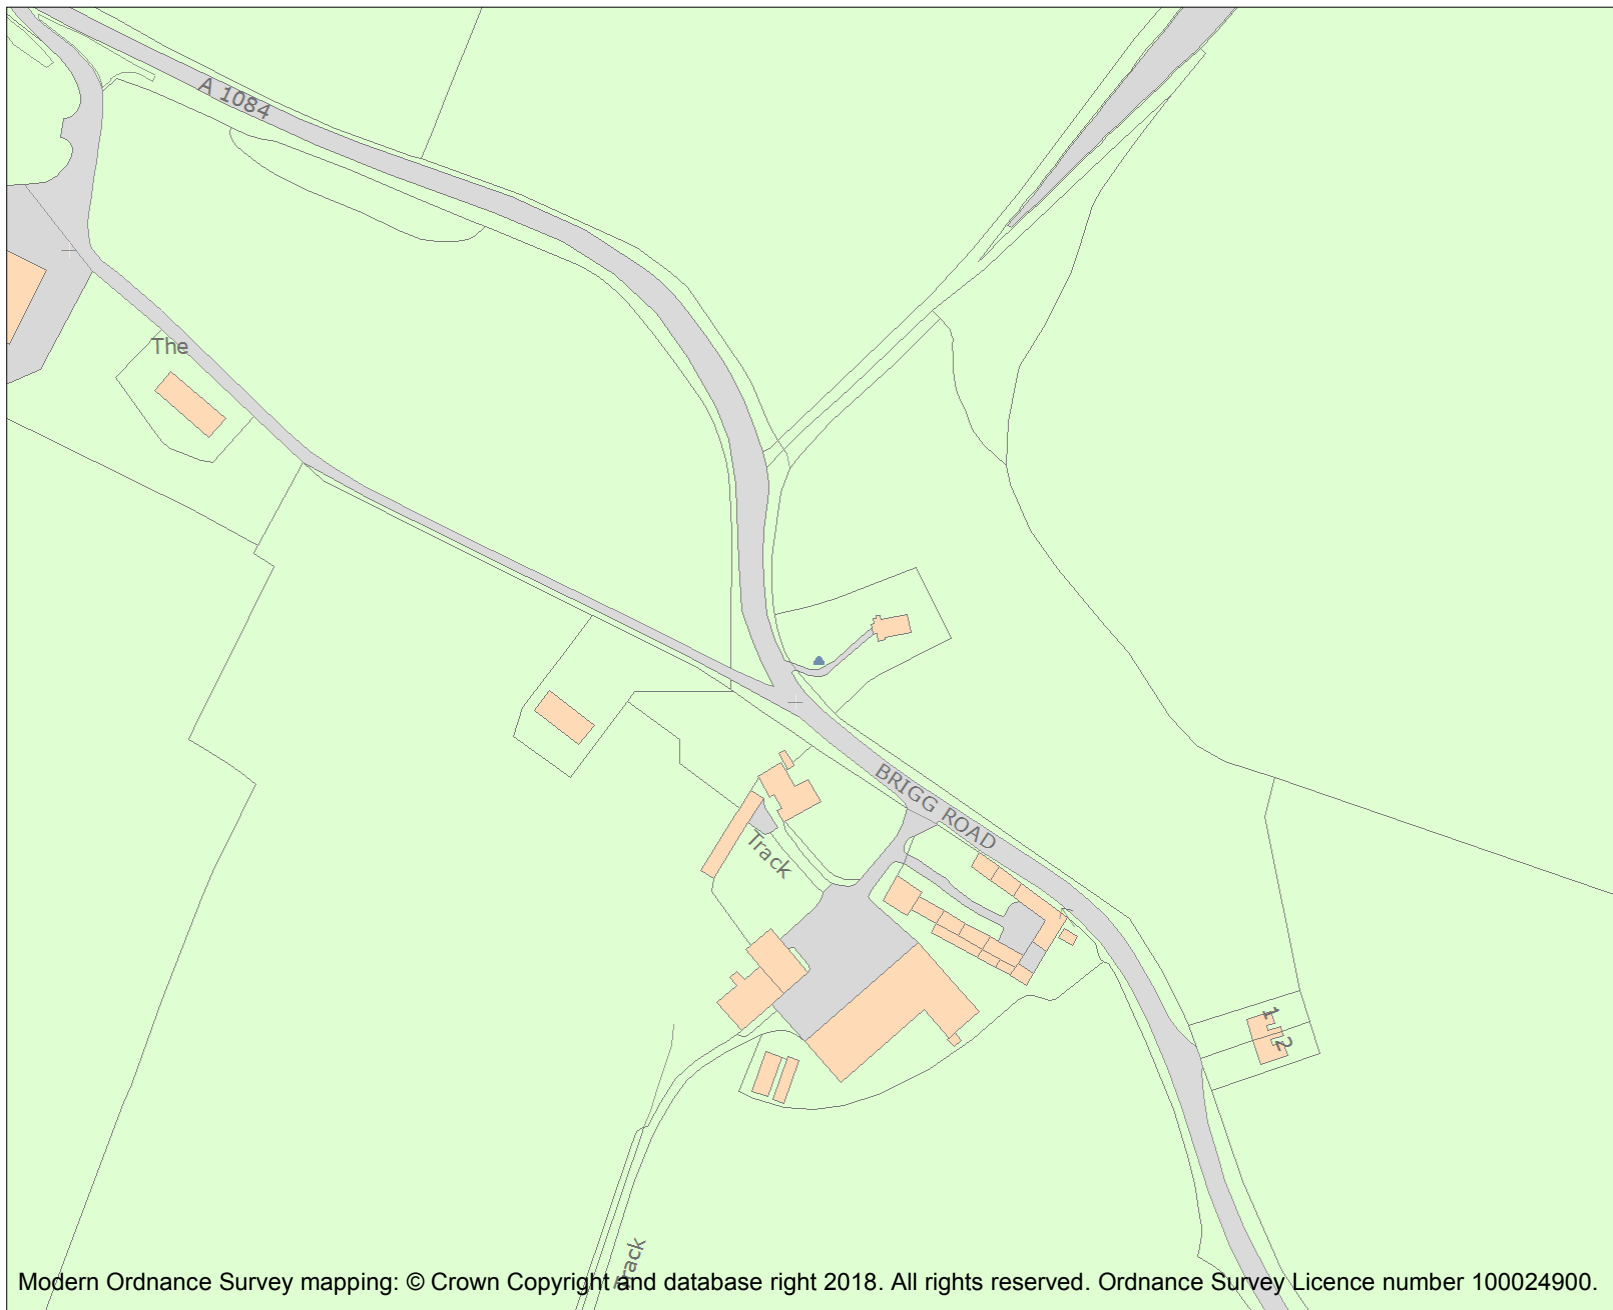 A 1084
The
BRIGG ROAD
Track
1
2
Track
Modern Ordnance Survey mapping: © Crown Copyright and database right 2018. All rights reserved. Ordnance Survey Licence number 100024900.